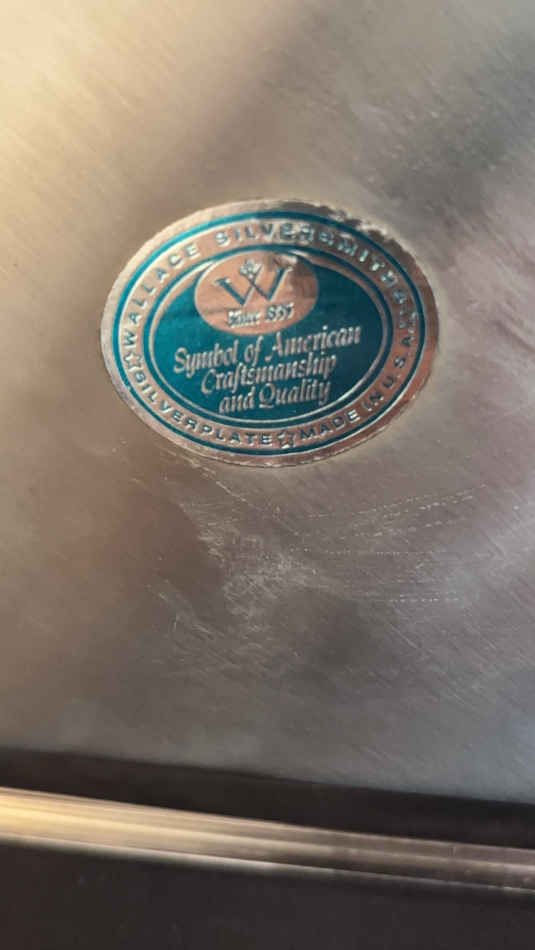 WALLACE SILVERSMITHS
W
Since 1835
Symbol of American
Craftsmanship
and Quality
☆SILVERPLATE☆MADE IN U.S.A.